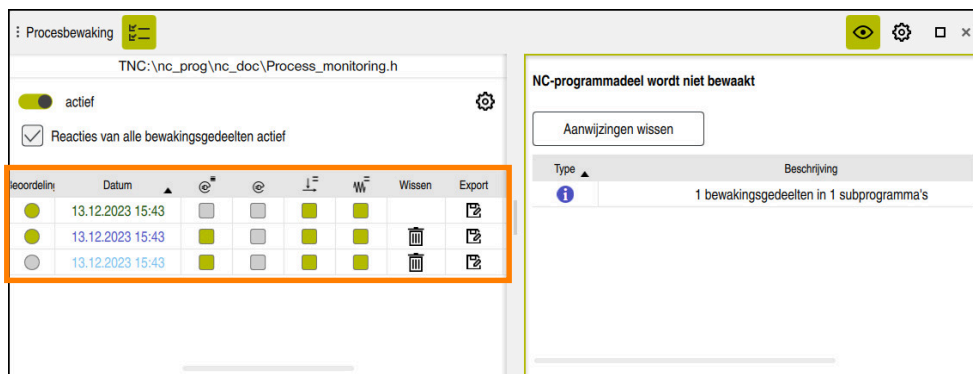 Procesbewaking
TNC:\nc_prog\nc_doc\Process_monitoring.h
actief
Reacties van alle bewakingsgedeelten actief
Beoordeling Datum Wissen Export
13.12.2023 15:43
13.12.2023 15:43
13.12.2023 15:43
NC-programmadeel wordt niet bewaakt
Aanwijzingen wissen
Type Beschrijving
1 bewakingsgedeelten in 1 subprogramma's